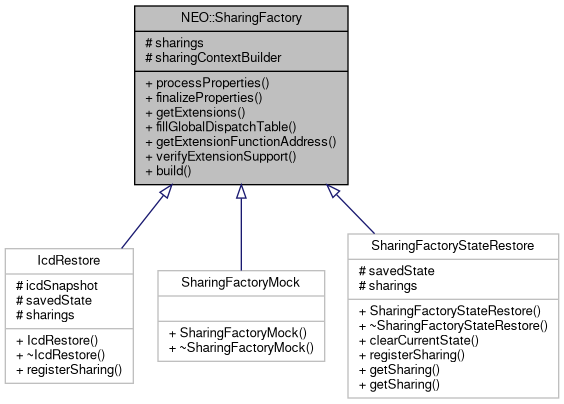 NEO::SharingFactory
# sharings
# sharingContextBuilder
+ processProperties()
+ finalizeProperties()
+ getExtensions()
+ fillGlobalDispatchTable()
+ getExtensionFunctionAddress()
+ verifyExtensionSupport()
+ build()
IcdRestore
# icdSnapshot
# savedState
# sharings
+ IcdRestore()
+ ~IcdRestore()
+ registerSharing()
SharingFactoryMock
+ SharingFactoryMock()
+ ~SharingFactoryMock()
SharingFactoryStateRestore
# savedState
# sharings
+ SharingFactoryStateRestore()
+ ~SharingFactoryStateRestore()
+ clearCurrentState()
+ registerSharing()
+ getSharing()
+ getSharing()